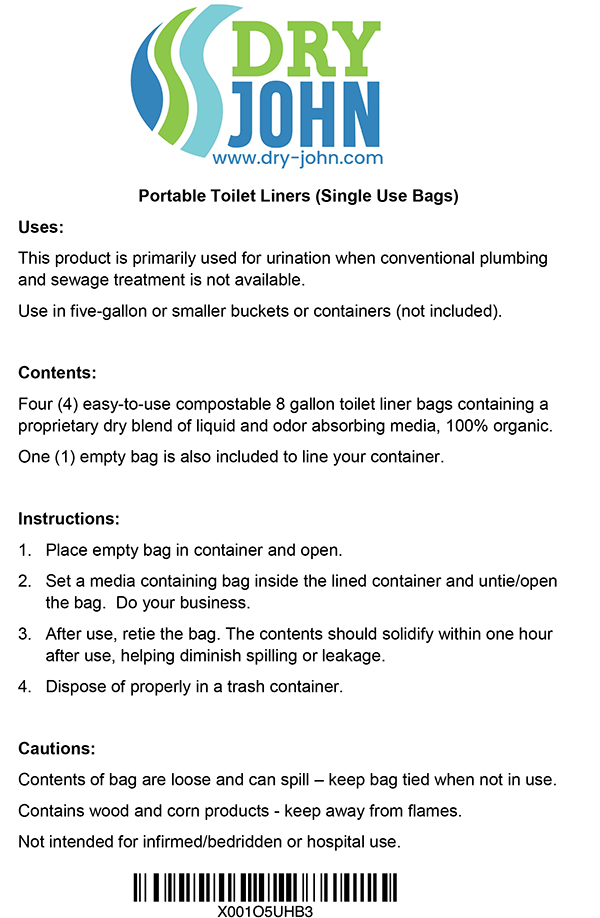 DRY
JOHN
www.dry-john.com
Portable Toilet Liners (Single Use Bags)
Uses:
This product is primarily used for urination when conventional plumbing
and sewage treatment is not available.
Use in five-gallon or smaller buckets or containers (not included).
Contents:
Four (4) easy-to-use compostable 8 gallon toilet liner bags containing a
proprietary dry blend of liquid and odor absorbing media, 100% organic.
One (1) empty bag is also included to line your container.
Instructions:
1. Place empty bag in container and open.
2. Set a media containing bag inside the lined container and untie/open
the bag.  Do your business.
3. After use, retie the bag. The contents should solidify within one hour
after use, helping diminish spilling or leakage.
4. Dispose of properly in a trash container.
Cautions:
Contents of bag are loose and can spill – keep bag tied when not in use.
Contains wood and corn products - keep away from flames.
Not intended for infirmed/bedridden or hospital use.
X001O5UHB3